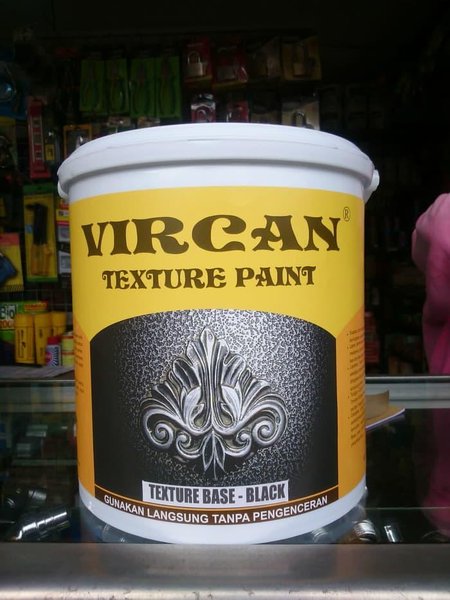 VIRCAN®
TEXTURE PAINT
TEXTURE BASE - BLACK
GUNAKAN LANGSUNG TANPA PENGENCERAN